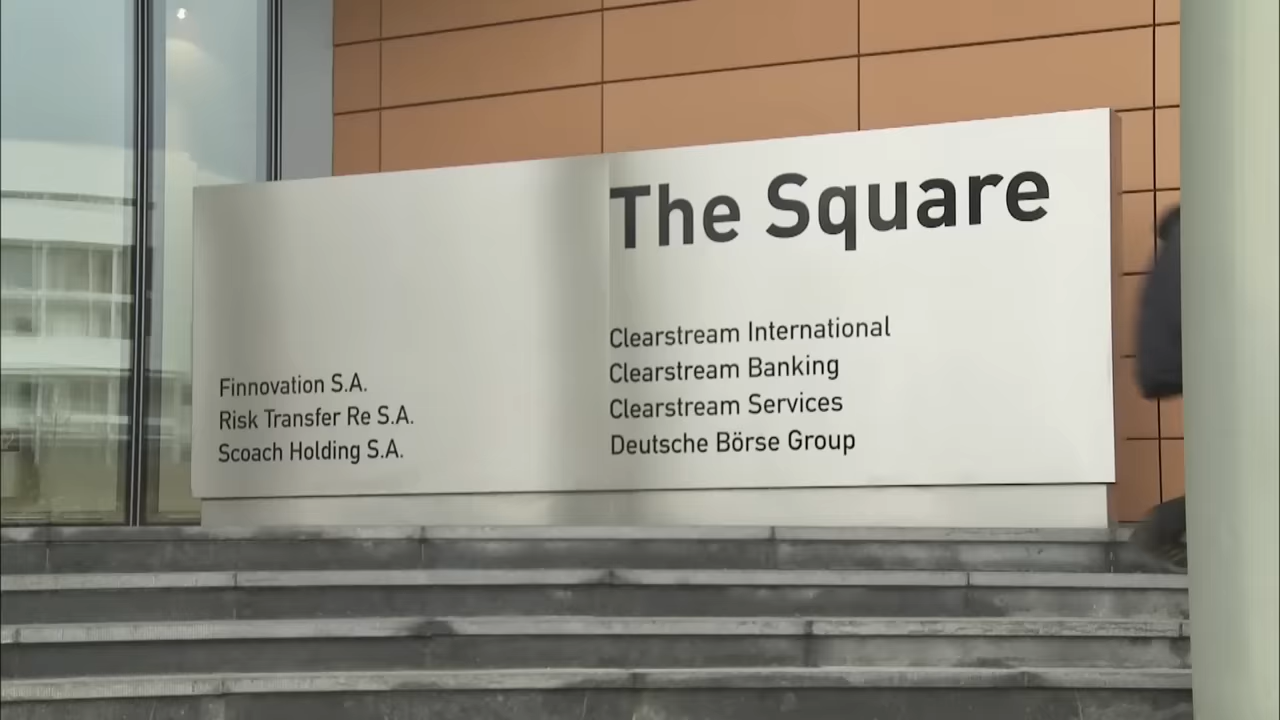 The Square
Clearstream International
Clearstream Banking
Clearstream Services
Deutsche Börse Group
Finnovation S.A.
Risk Transfer Re S.A.
Scoach Holding S.A.